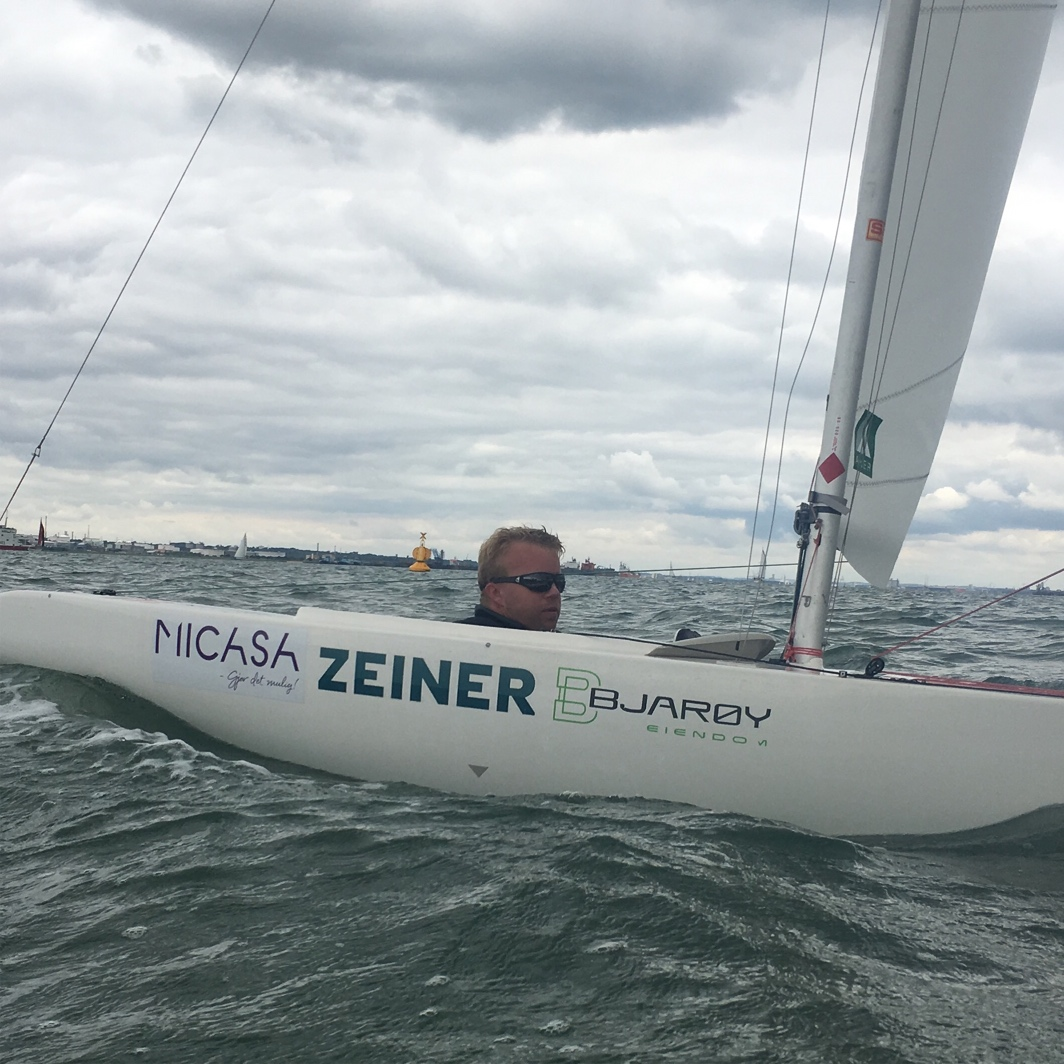 MICASA
- Gjør det mulig!
ZEINER
B BJARØY
EIENDOM
S